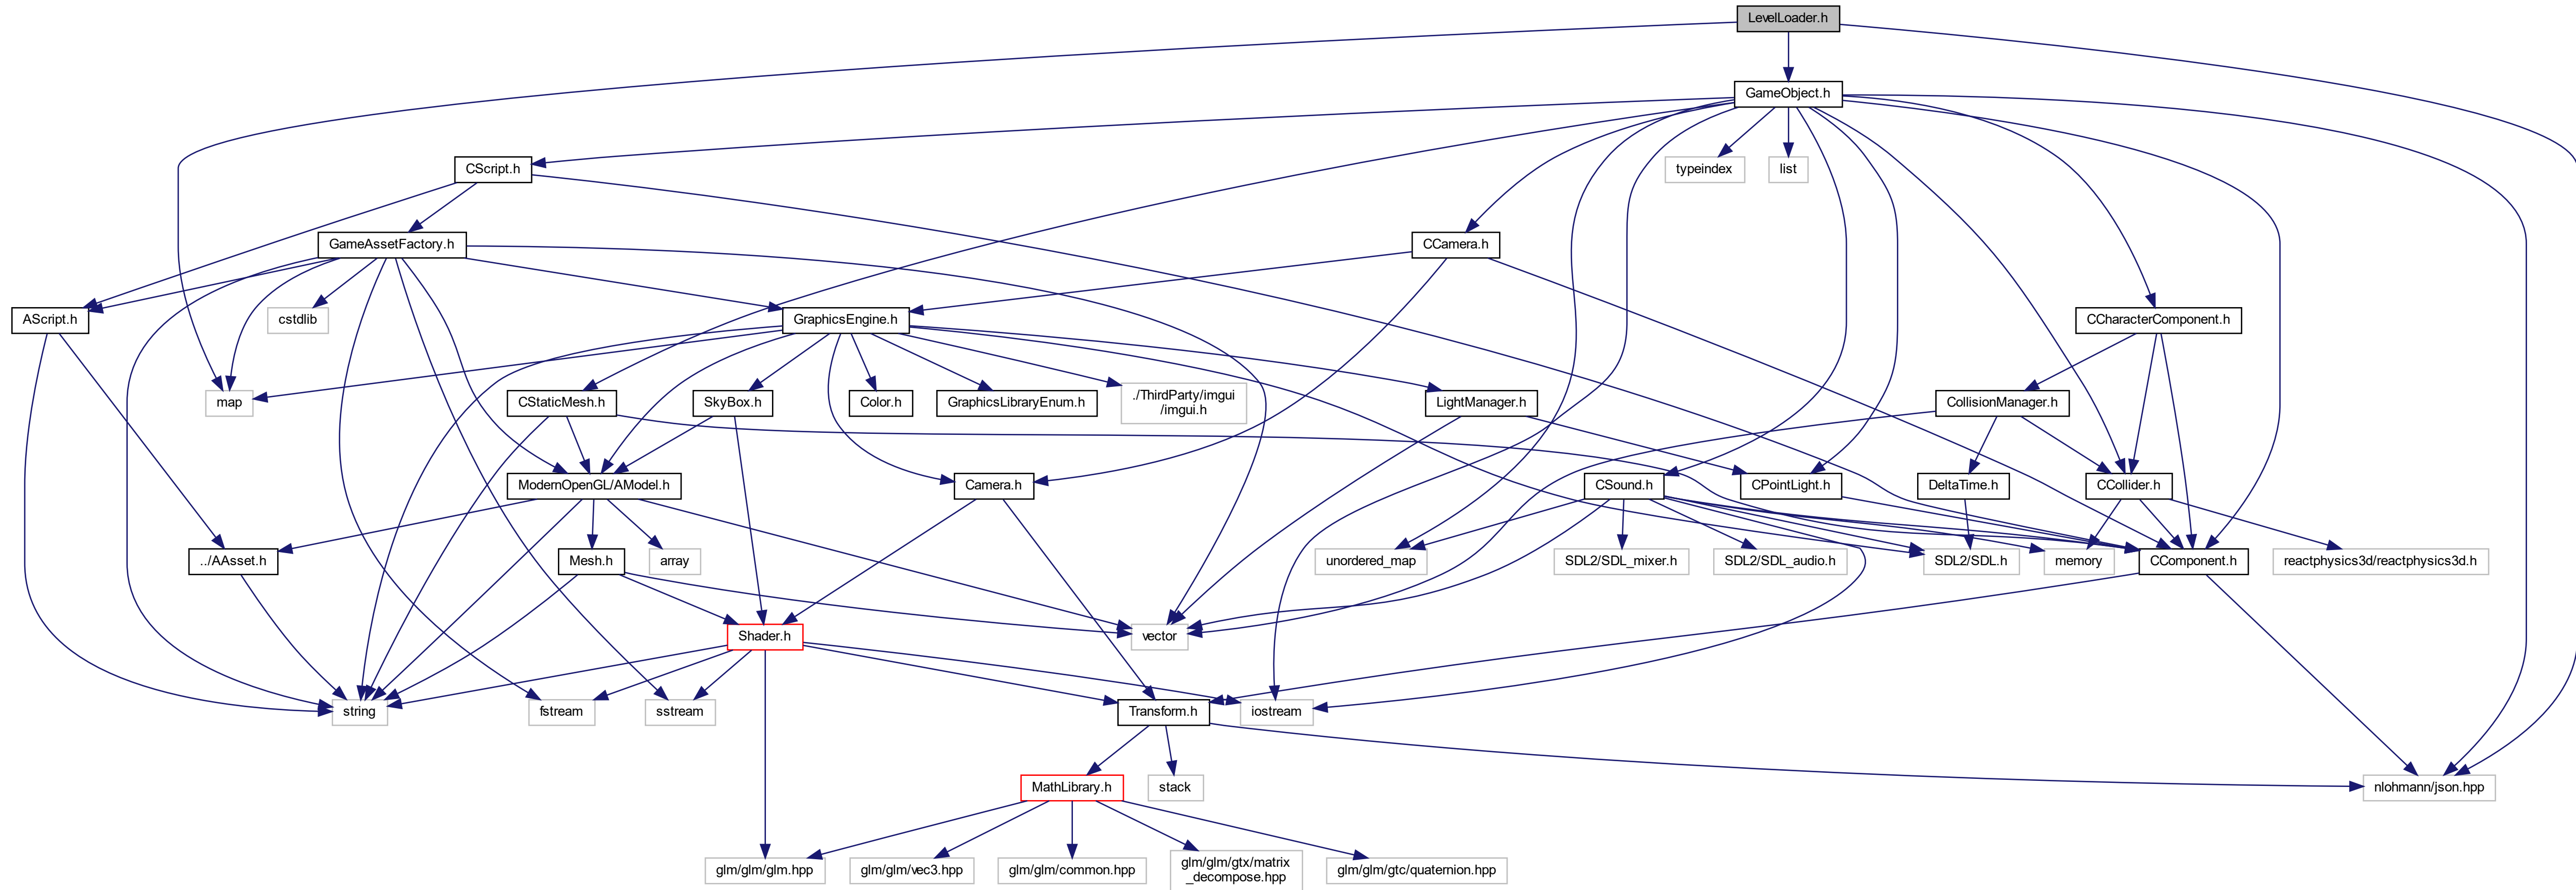 LevelLoader.h
GameObject.h
CScript.h
typeindex
list
GameAssetFactory.h
CCamera.h
AScript.h
cstdlib
GraphicsEngine.h
CCharacterComponent.h
map
CStaticMesh.h
SkyBox.h
Color.h
GraphicsLibraryEnum.h
./ThirdParty/imgui
/imgui.h
LightManager.h
CollisionManager.h
ModernOpenGL/AModel.h
Camera.h
CSound.h
CPointLight.h
DeltaTime.h
CCollider.h
../AAsset.h
Mesh.h
array
unordered_map
SDL2/SDL_mixer.h
SDL2/SDL_audio.h
SDL2/SDL.h
memory
CComponent.h
reactphysics3d/reactphysics3d.h
Shader.h
vector
string
fstream
sstream
Transform.h
iostream
MathLibrary.h
stack
nlohmann/json.hpp
glm/glm/glm.hpp
glm/glm/vec3.hpp
glm/glm/common.hpp
glm/glm/gtx/matrix
_decompose.hpp
glm/glm/gtc/quaternion.hpp